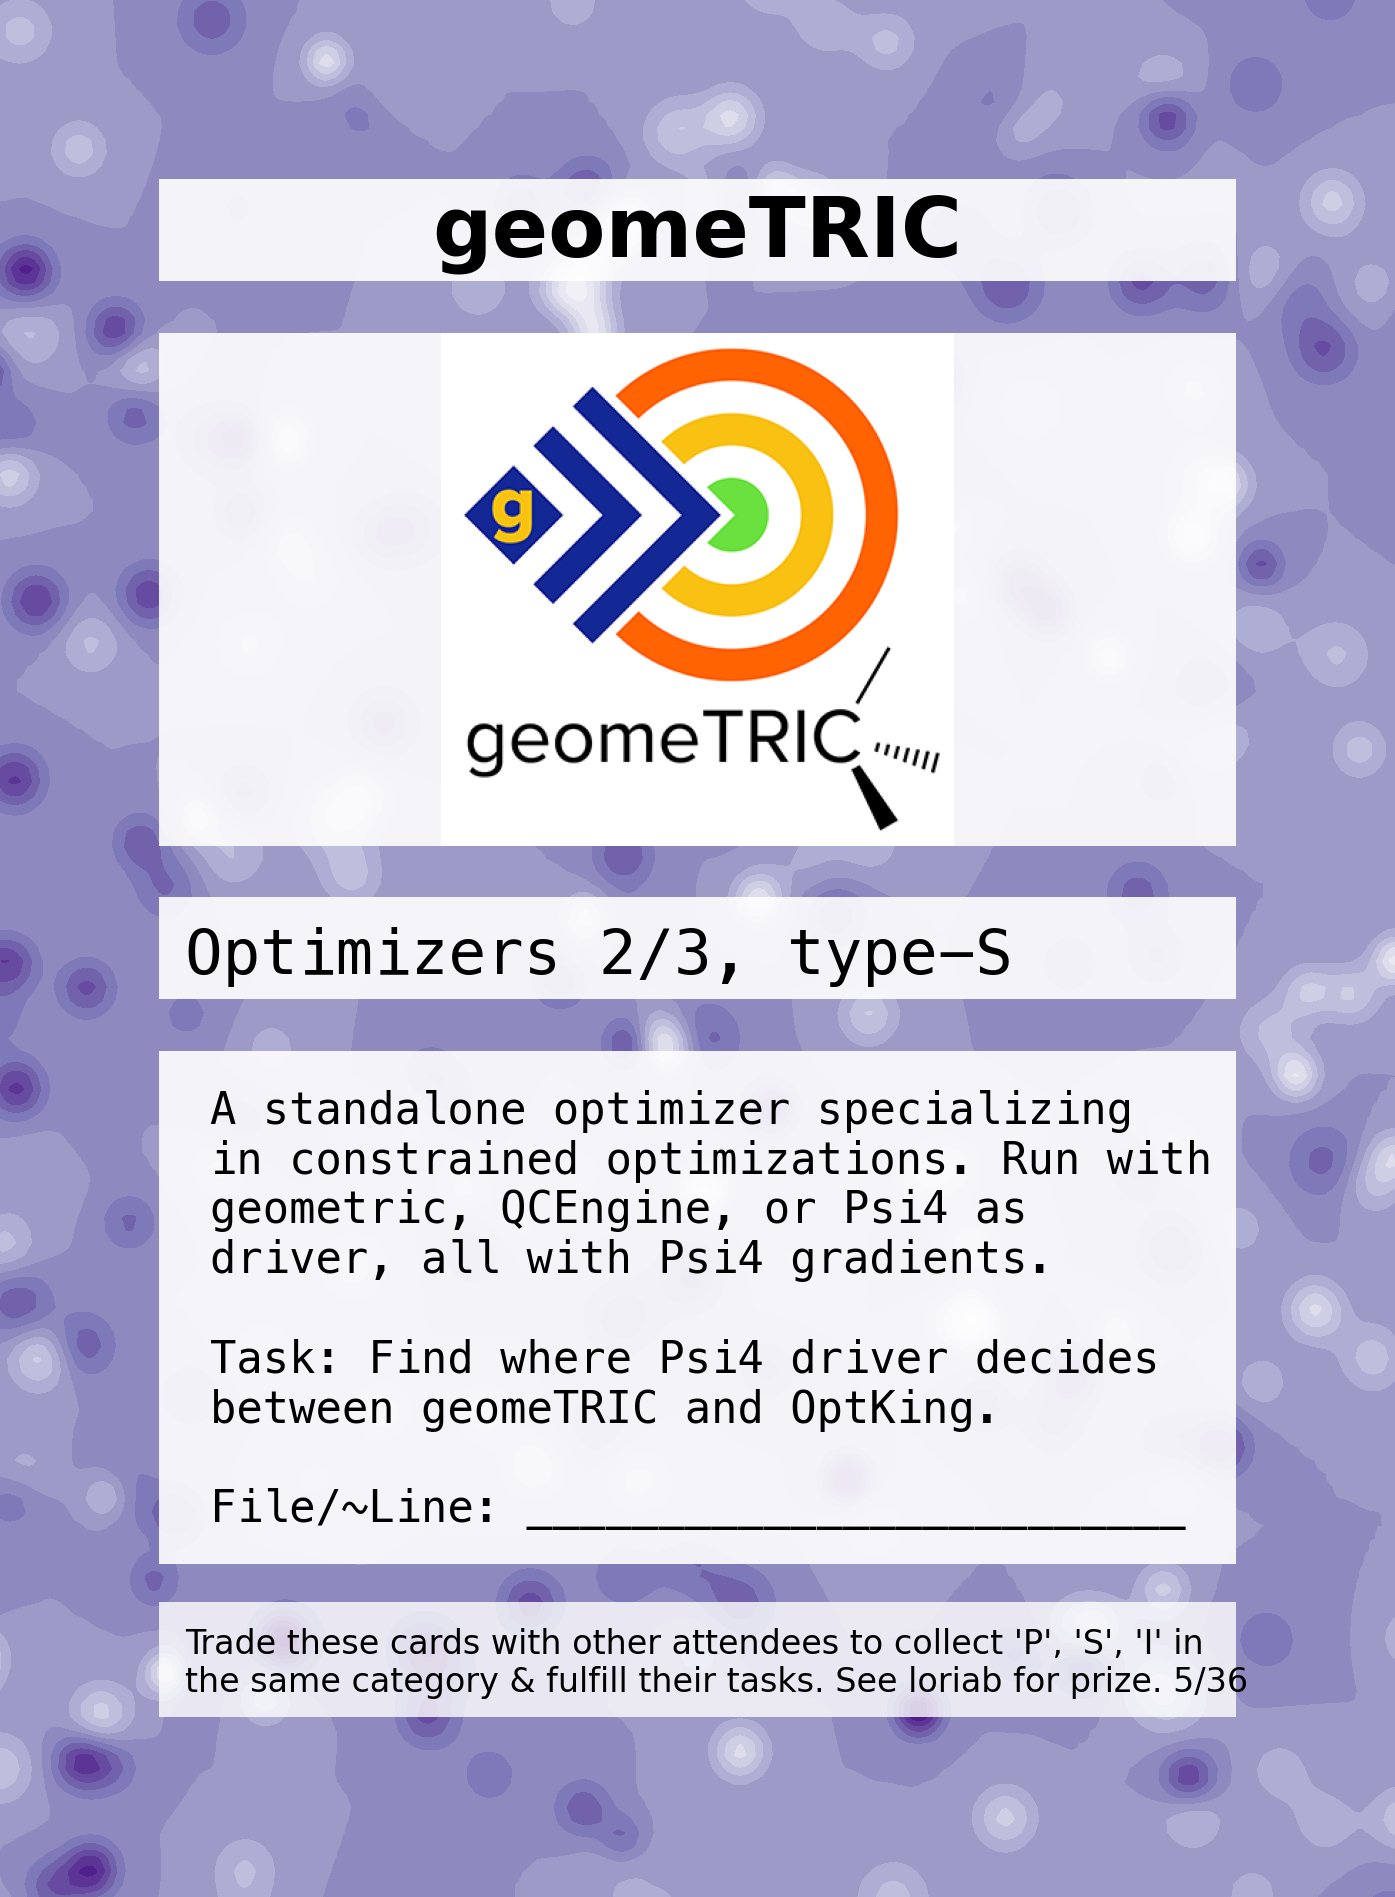 geomeTRIC
g
geomeTRIC
Optimizers 2/3, type-S
A standalone optimizer specializing
in constrained optimizations. Run with
geometric, QCEngine, or Psi4 as
driver, all with Psi4 gradients.
Task: Find where Psi4 driver decides
between geomeTRIC and OptKing.
File/~Line: _________________________
Trade these cards with other attendees to collect 'P', 'S', 'I' in
the same category & fulfill their tasks. See loriab for prize. 5/36